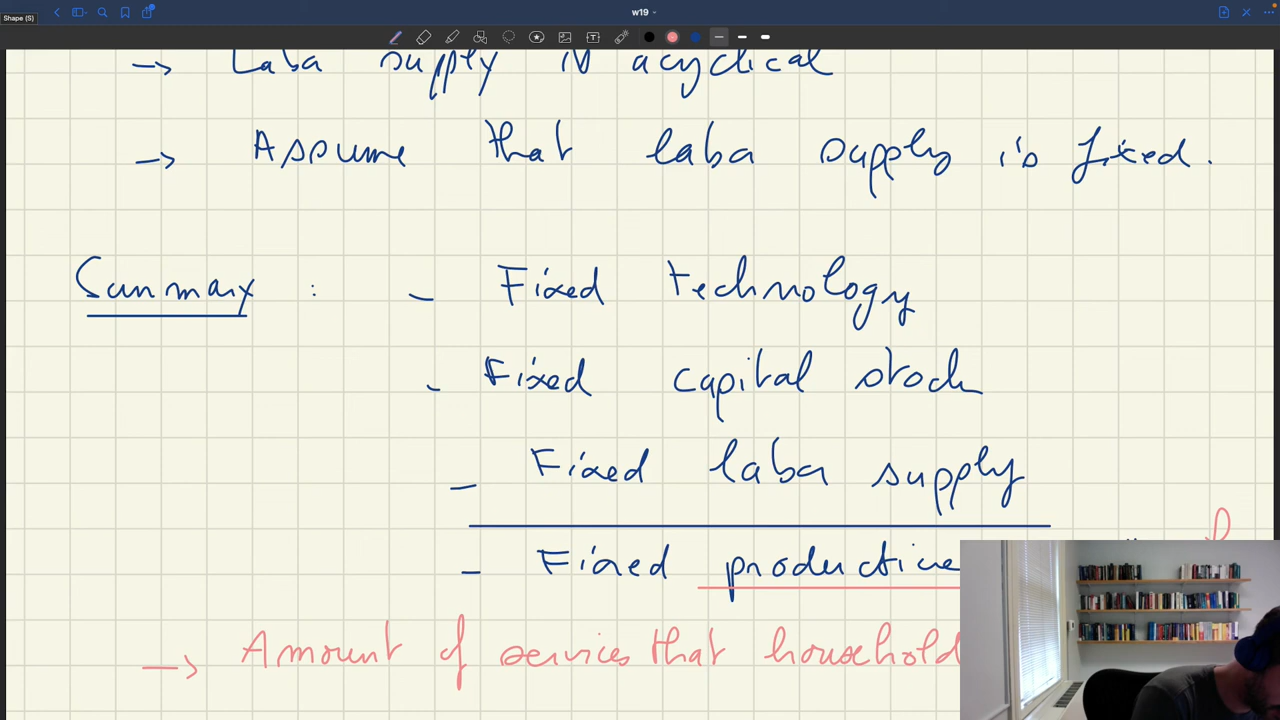 w19
Shape (S)
→ Labor supply is acyclical
→ Assume that labor supply is fixed.
Summary : - Fixed technology
- Fixed capital stock
- Fixed labor supply
- Fixed productive
→ Amount of services that household